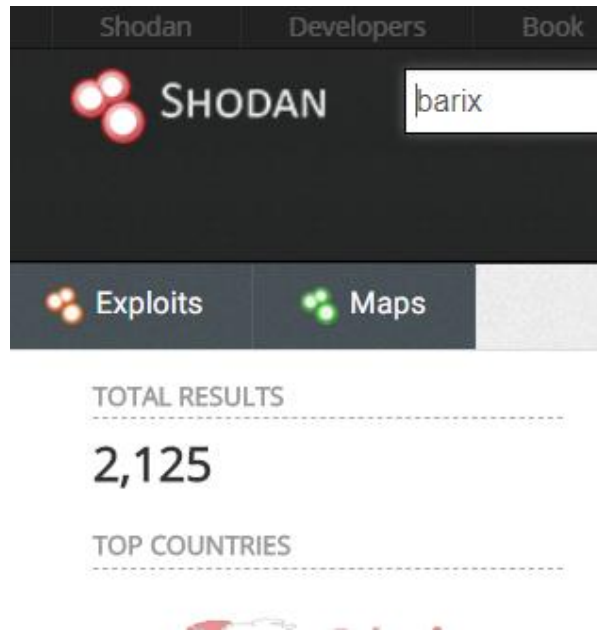 Shodan Developers Book
SHODAN barix
Exploits Maps
TOTAL RESULTS
2,125
TOP COUNTRIES